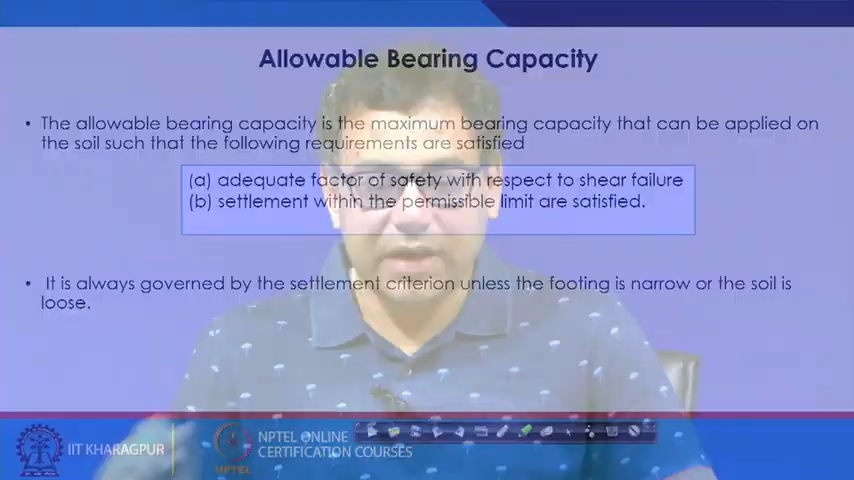 Allowable Bearing Capacity
• The allowable bearing capacity is the maximum bearing capacity that can be applied on
the soil such that the following requirements are satisfied
(a) adequate factor of safety with respect to shear failure
(b) settlement within the permissible limit are satisfied.
• It is always governed by the settlement criterion unless the footing is narrow or the soil is
loose.
IIT KHARAGPUR
NPTEL
NPTEL ONLINE
CERTIFICATION COURSES